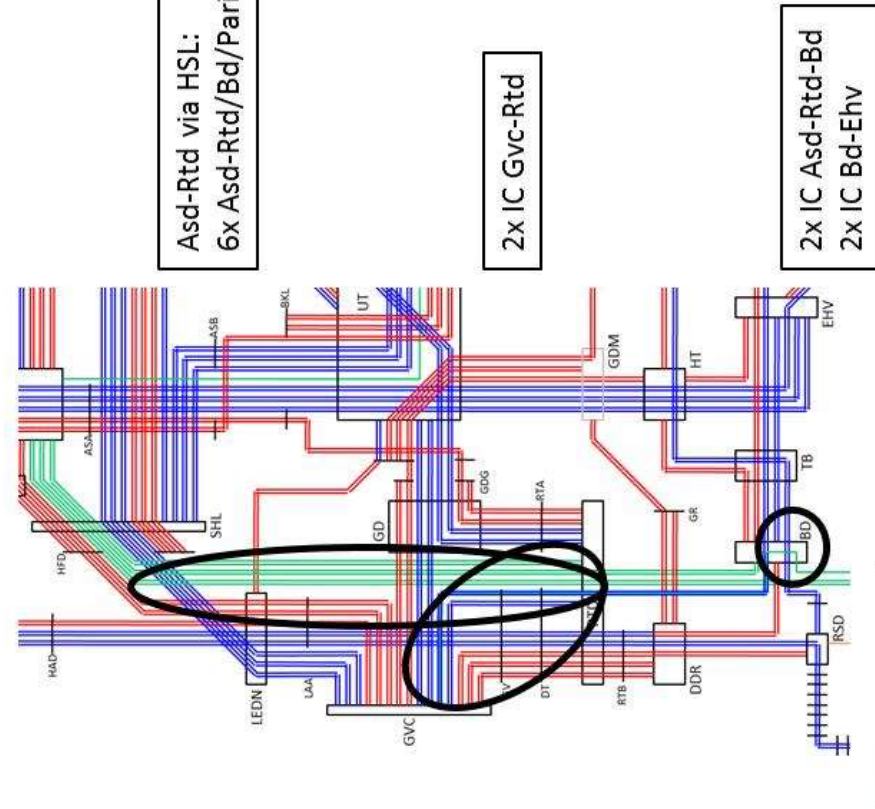 Asd-Rtd via HSL:
6x Asd-Rtd/Bd/Pari
2x IC Gvc-Rtd
2x IC Asd-Rtd-Bd
2x IC Bd-Ehv
BKL
UT
ASB
ASA
GDM
HT
EHV
SHL
HFD
GD
GDG
RTA
GR
TB
BD
HAD
LEDN
LAA
GVC
DT
RTB
DDR
RSD